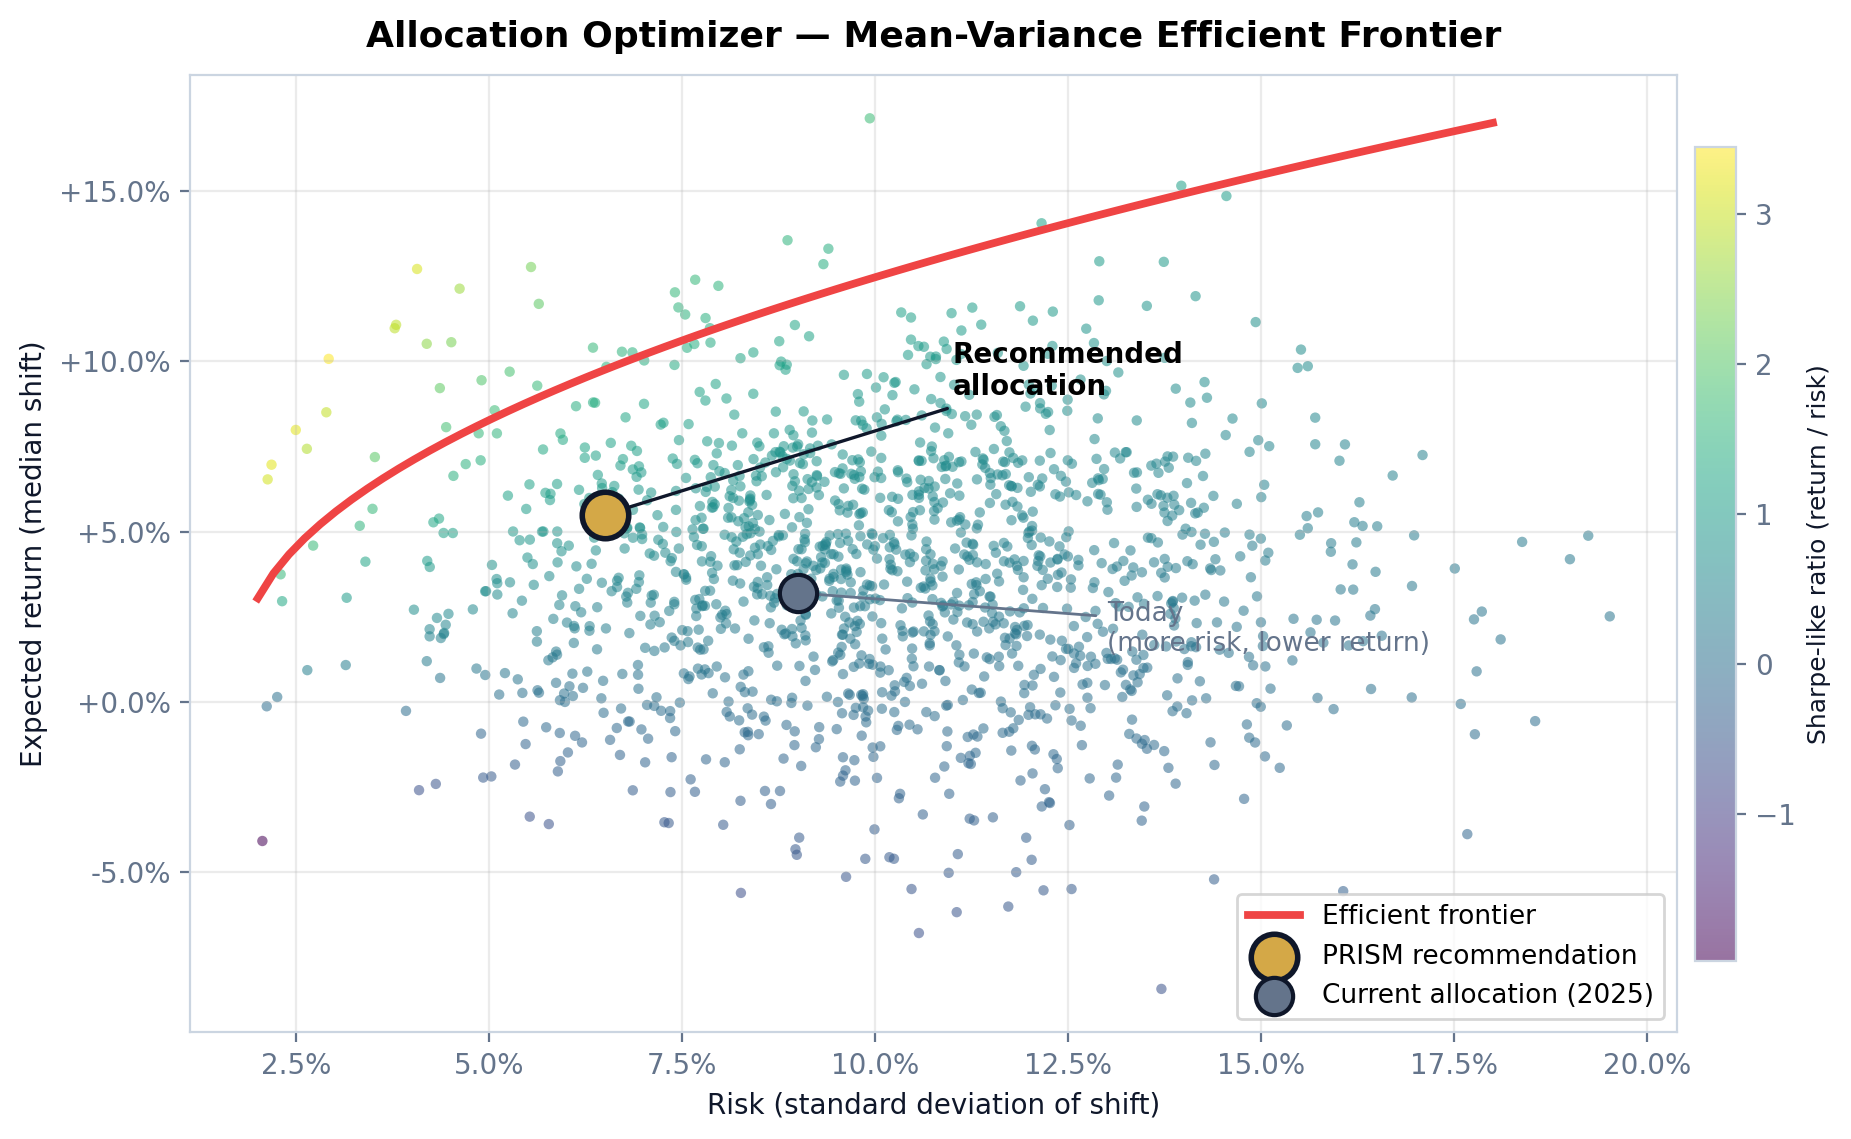 Allocation Optimizer — Mean-Variance Efficient Frontier
+15.0%
+10.0%
+5.0%
+0.0%
-5.0%
Expected return (median shift)
Recommended
allocation
Today
(more risk, lower return)
Efficient frontier
PRISM recommendation
Current allocation (2025)
2.5%
5.0%
7.5%
10.0%
12.5%
15.0%
17.5%
20.0%
Risk (standard deviation of shift)
3
2
1
0
−1
Sharpe-like ratio (return / risk)